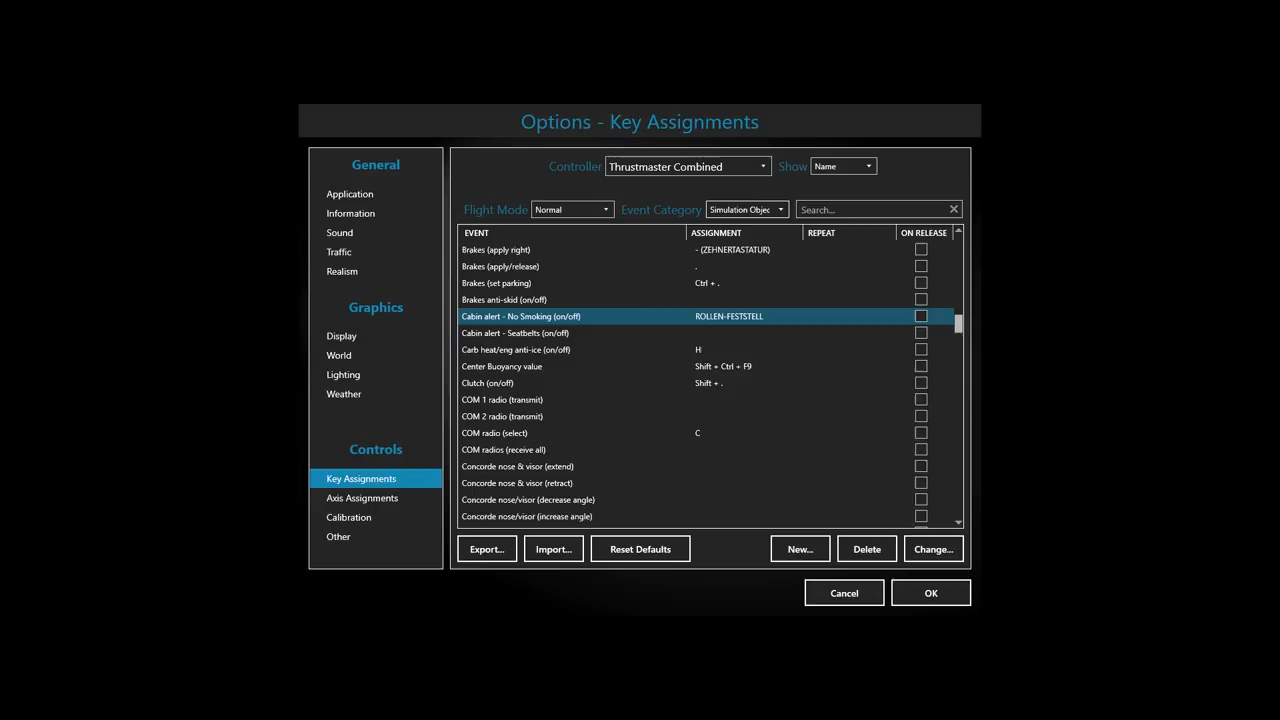 Options - Key Assignments
General
Application
Information
Sound
Traffic
Realism
Graphics
Display
World
Lighting
Weather
Controls
Key Assignments
Axis Assignments
Calibration
Other
Controller Thrustmaster Combined Show Name
Flight Mode Normal Event Category Simulation Objec Search...
EVENT ASSIGNMENT REPEAT ON RELEASE
Brakes (apply right) - (ZEHNERTASTATUR)
Brakes (apply/release) .
Brakes (set parking) Ctrl + .
Brakes anti-skid (on/off)
Cabin alert - No Smoking (on/off) ROLLEN-FESTSTELL
Cabin alert - Seatbelts (on/off)
Carb heat/eng anti-ice (on/off) H
Center Buoyancy value Shift + Ctrl + F9
Clutch (on/off) Shift + .
COM 1 radio (transmit)
COM 2 radio (transmit)
COM radio (select) C
COM radios (receive all)
Concorde nose & visor (extend)
Concorde nose & visor (retract)
Concorde nose/visor (decrease angle)
Concorde nose/visor (increase angle)
Export... Import... Reset Defaults New... Delete Change...
Cancel OK